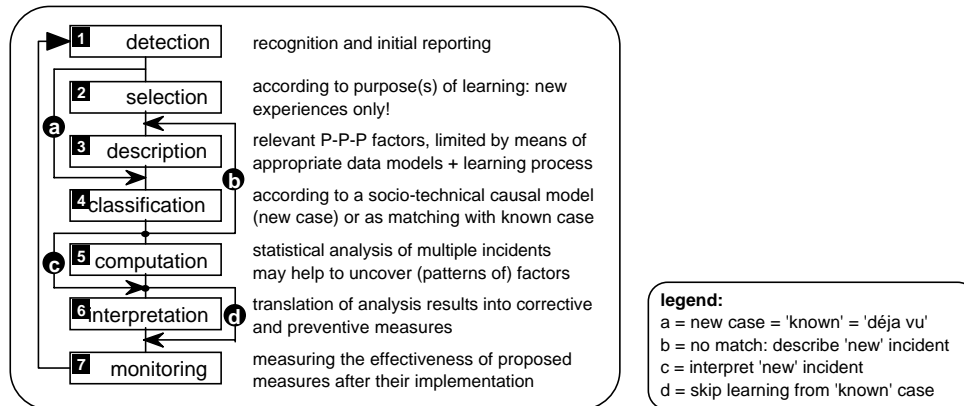 1 detection
recognition and initial reporting
2 selection
according to purpose(s) of learning: new
experiences only!
a
3 description
relevant P-P-P factors, limited by means of
appropriate data models + learning process
b
4 classification
according to a socio-technical causal model
(new case) or as matching with known case
c
5 computation
statistical analysis of multiple incidents
may help to uncover (patterns of) factors
6 interpretation
d
translation of analysis results into corrective
and preventive measures
7 monitoring
measuring the effectiveness of proposed
measures after their implementation
legend:
a = new case = 'known' = 'déja vu'
b = no match: describe 'new' incident
c = interpret 'new' incident
d = skip learning from 'known' case